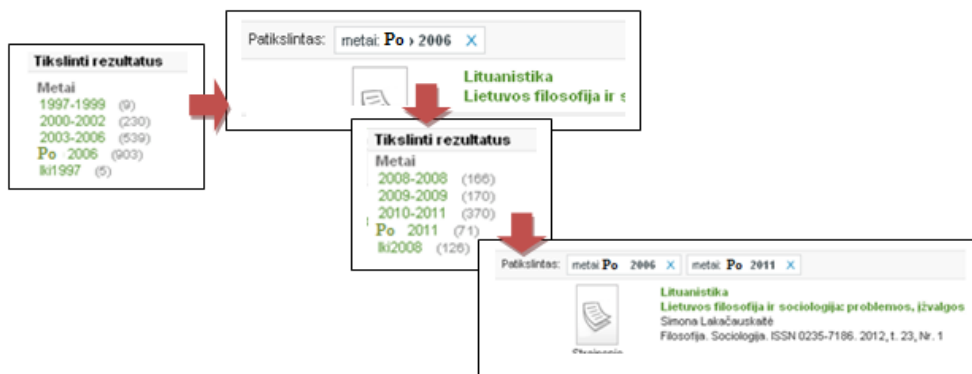 Tikslinti rezultatus
Metai
1997-1999 (9)
2000-2002 (230)
2003-2006 (539)
Po 2006 (903)
Iki1997 (5)
Patikslintas: metai: Po › 2006 X
Lituanistika
Lietuvos filosofija ir s
Tikslinti rezultatus
Metai
2008-2008 (166)
2009-2009 (170)
2010-2011 (370)
Po 2011 (71)
Iki2008 (126)
Patikslintas: metai: Po 2006 X metai: Po 2011 X
Lituanistika
Lietuvos filosofija ir sociologija: problemos, įžvalgos
Simona Lakačauskaitė
Filosofija. Sociologija. ISSN 0235-7186. 2012, t. 23, Nr. 1
Straipsnis